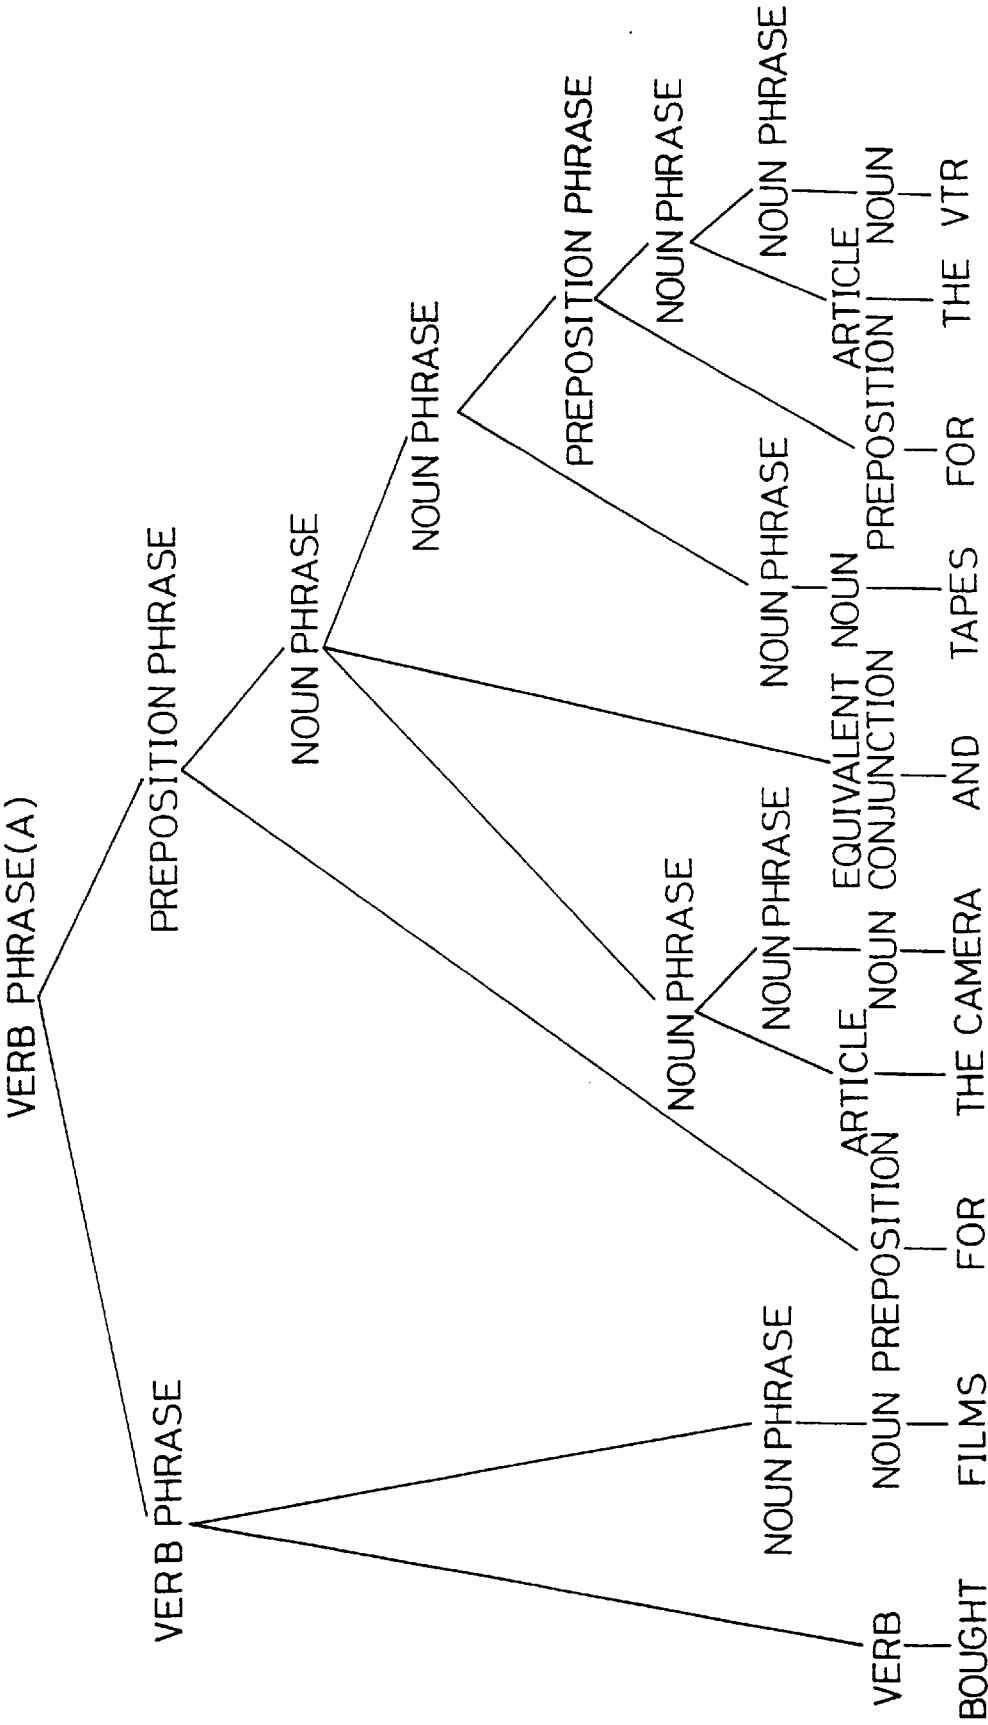 VERB PHRASE(A)
VERB PHRASE
PREPOSITION PHRASE
NOUN PHRASE
NOUN PHRASE
PREPOSITION PHRASE
NOUN PHRASE
NOUN PHRASE
NOUN PHRASE
NOUN PHRASE
NOUN PHRASE
NOUN PHRASE
VERB
NOUN
PREPOSITION
ARTICLE
NOUN
EQUIVALENT
CONJUNCTION
NOUN
PREPOSITION
ARTICLE
NOUN
BOUGHT FILMS FOR THE CAMERA AND TAPES FOR THE VTR